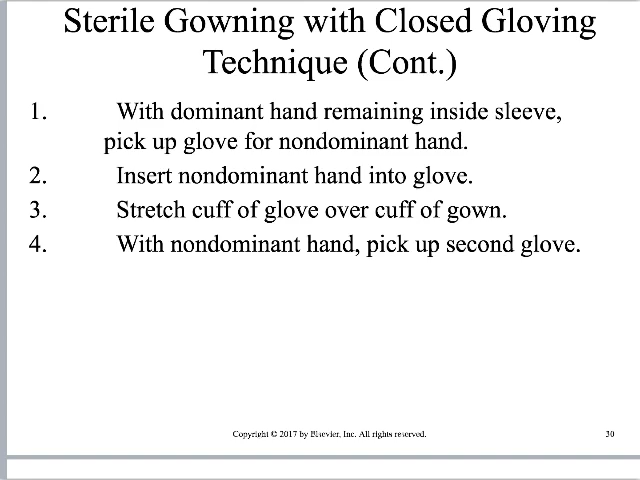 Sterile Gowning with Closed Gloving
Technique (Cont.)
1. With dominant hand remaining inside sleeve,
pick up glove for nondominant hand.
2. Insert nondominant hand into glove.
3. Stretch cuff of glove over cuff of gown.
4. With nondominant hand, pick up second glove.
Copyright © 2017 by Elsevier, Inc. All rights reserved.
30